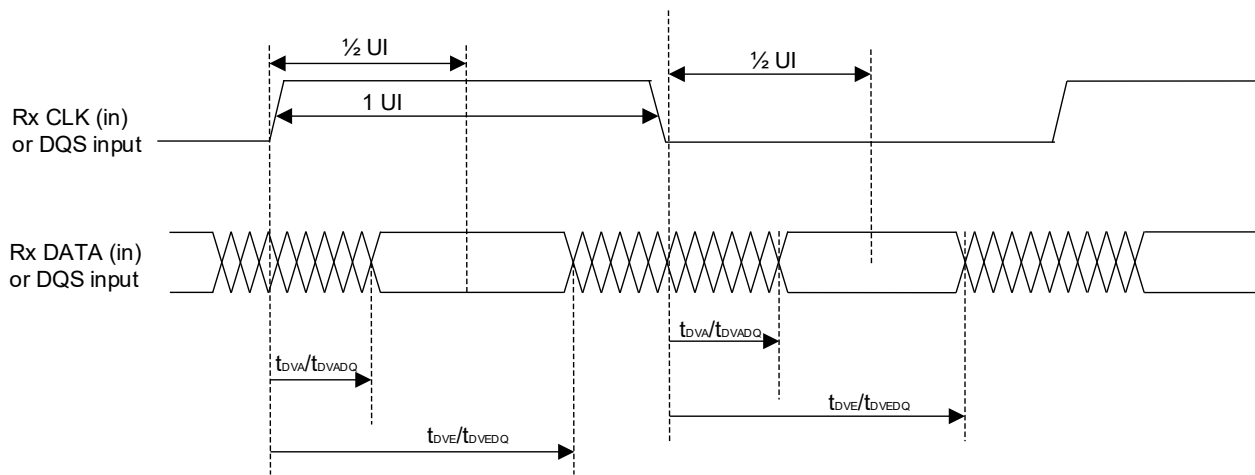 ½ UI
½ UI
Rx CLK (in)
or DQS input
1 UI
Rx DATA (in)
or DQS input
tDVA/tDVADQ
tDVA/tDVADQ
tDVE/tDVEDQ
tDVE/tDVEDQ